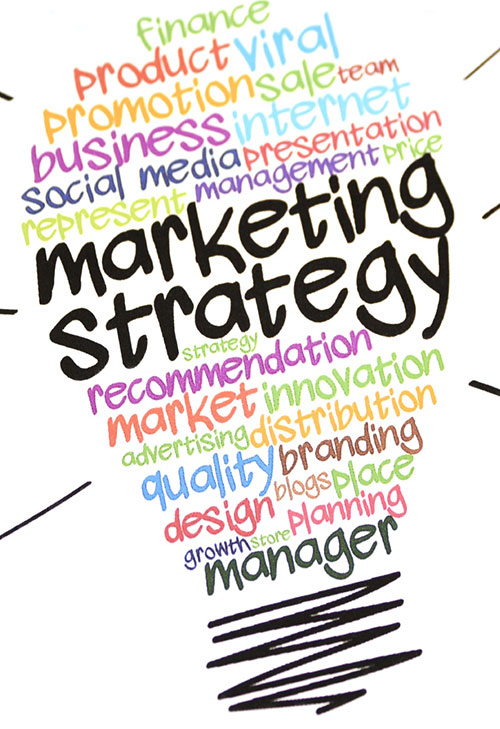 finance
product viral
promotion sale team
business internet
social media presentation
represent management price
marketing
strategy
strategy
recommendation
market innovation
advertising distribution
quality branding
design blogs place
growth store planning
manager